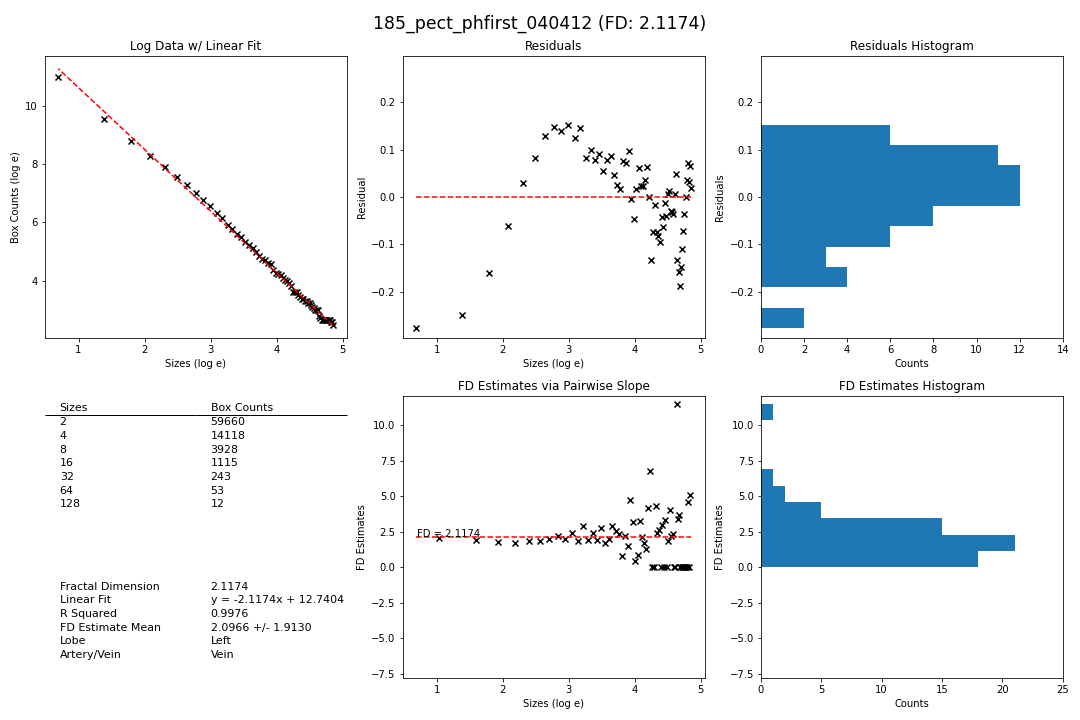 185_pect_phfirst_040412 (FD: 2.1174)
Log Data w/ Linear Fit
Box Counts (log e)
10
8
6
4
1 2 3 4 5
Sizes (log e)
Residuals
Residual
0.2
0.1
0.0
−0.1
−0.2
1 2 3 4 5
Sizes (log e)
Residuals Histogram
Residuals
0.2
0.1
0.0
−0.1
−0.2
0 2 4 6 8 10 12 14
Counts
Sizes Box Counts
2 59660
4 14118
8 3928
16 1115
32 243
64 53
128 12
Fractal Dimension 2.1174
Linear Fit y = -2.1174x + 12.7404
R Squared 0.9976
FD Estimate Mean 2.0966 +/- 1.9130
Lobe Left
Artery/Vein Vein
FD Estimates via Pairwise Slope
FD Estimates
10.0
7.5
5.0
2.5
0.0
−2.5
−5.0
−7.5
FD = 2.1174
1 2 3 4 5
Sizes (log e)
FD Estimates Histogram
FD Estimates
10.0
7.5
5.0
2.5
0.0
−2.5
−5.0
−7.5
0 5 10 15 20 25
Counts